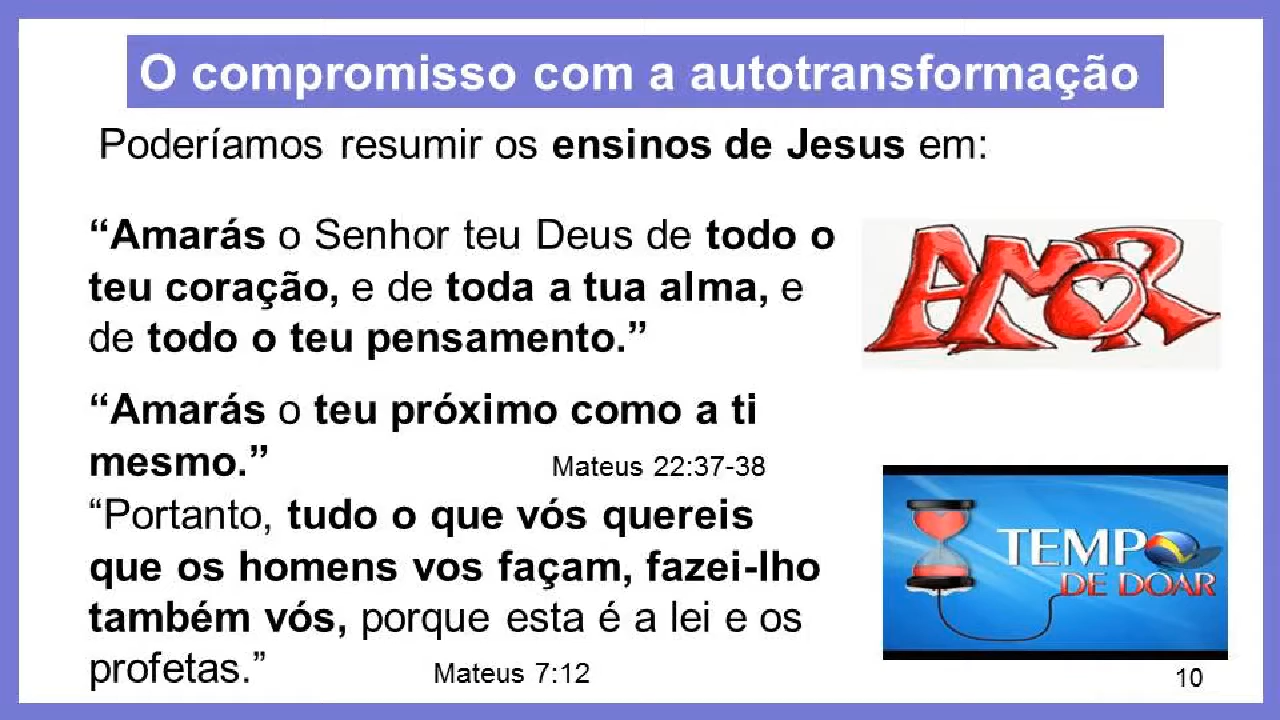 O compromisso com a autotransformação
Poderíamos resumir os ensinos de Jesus em:
“Amarás o Senhor teu Deus de todo o
teu coração, e de toda a tua alma, e
de todo o teu pensamento.”
AMOR
“Amarás o teu próximo como a ti
mesmo.” Mateus 22:37-38
“Portanto, tudo o que vós quereis
que os homens vos façam, fazei-lho
também vós, porque esta é a lei e os
profetas.” Mateus 7:12
TEMPO
DE DOAR
10